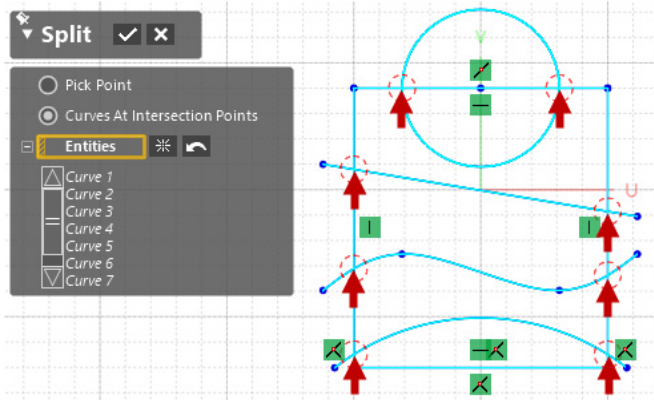 Split
Pick Point
Curves At Intersection Points
Entities
Curve 1
Curve 2
Curve 3
Curve 4
Curve 5
Curve 6
Curve 7
V
U